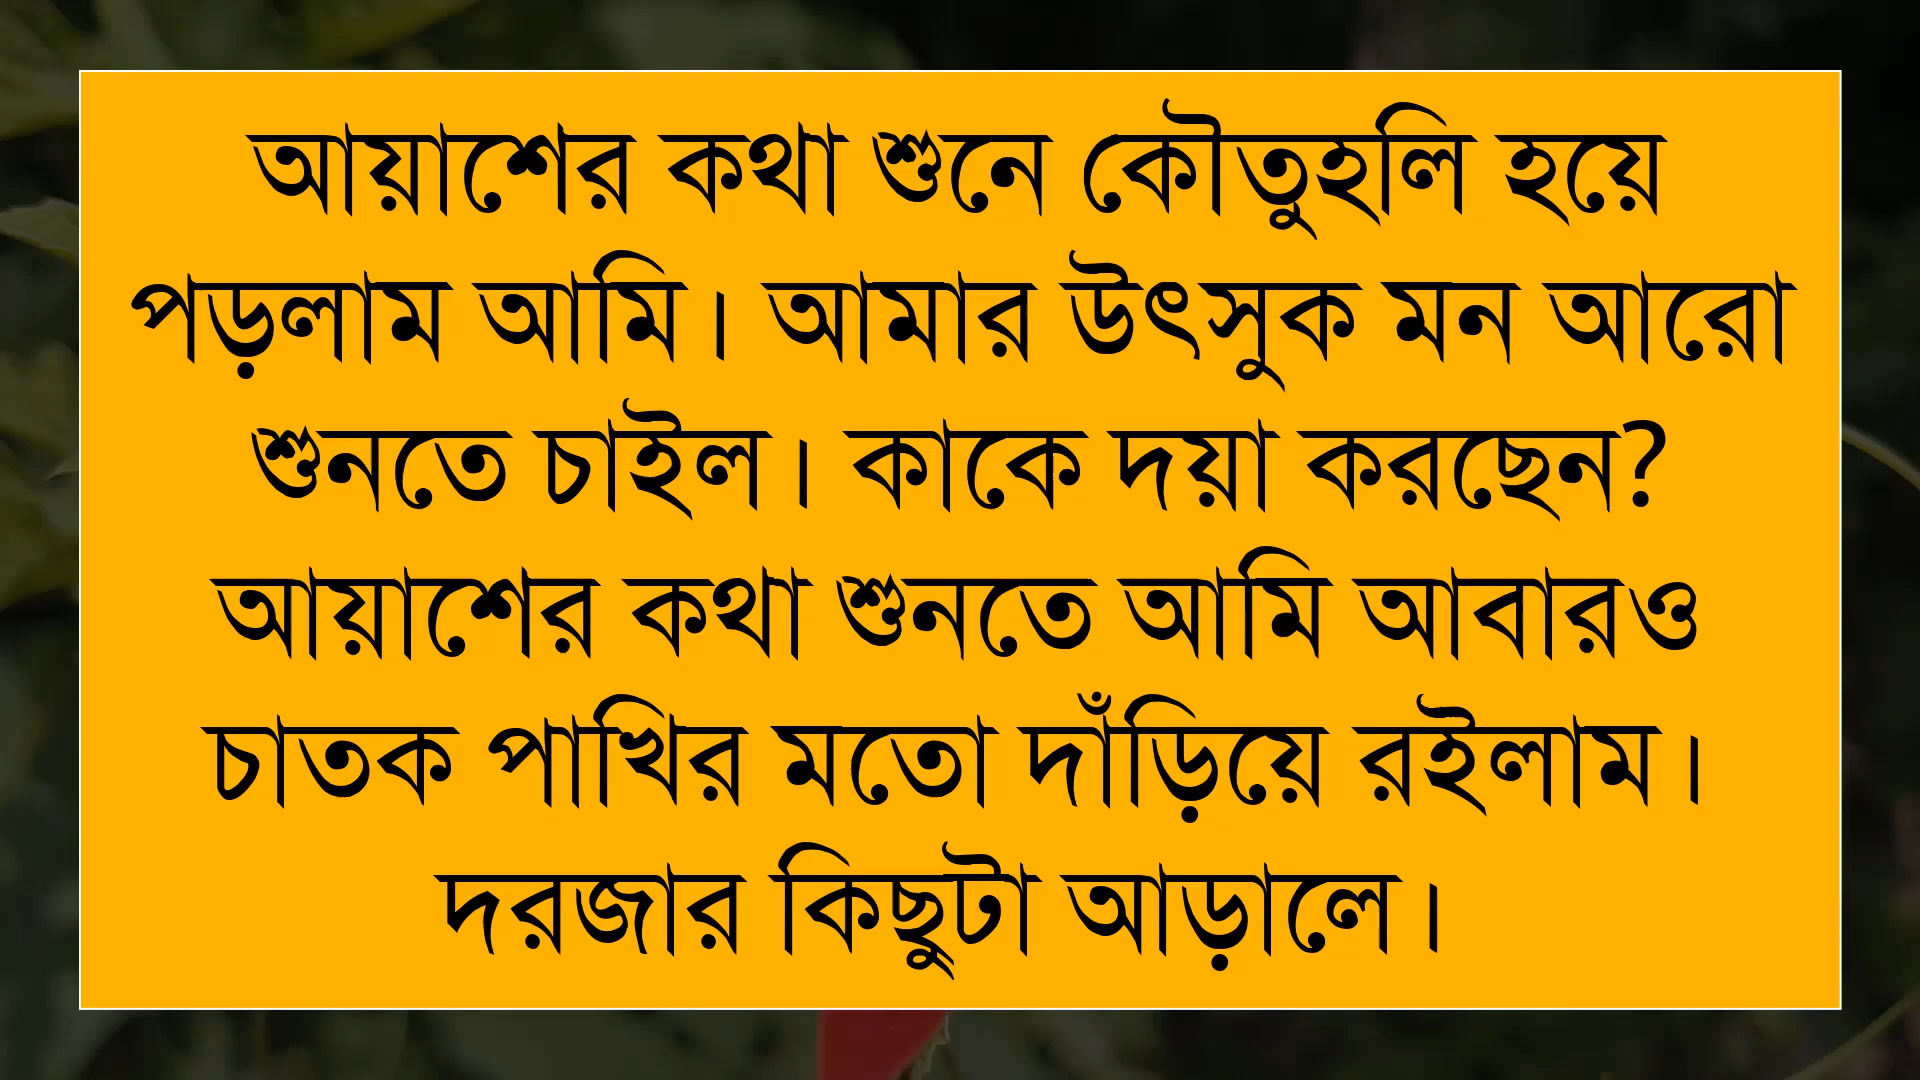 আয়াশের কথা শুনে কৌতুহলি হয়ে
পড়লাম আমি। আমার উৎসুক মন আরো
শুনতে চাইল। কাকে দয়া করছেন?
আয়াশের কথা শুনতে আমি আবারও
চাতক পাখির মতো দাঁড়িয়ে রইলাম।
দরজার কিছুটা আড়ালে।